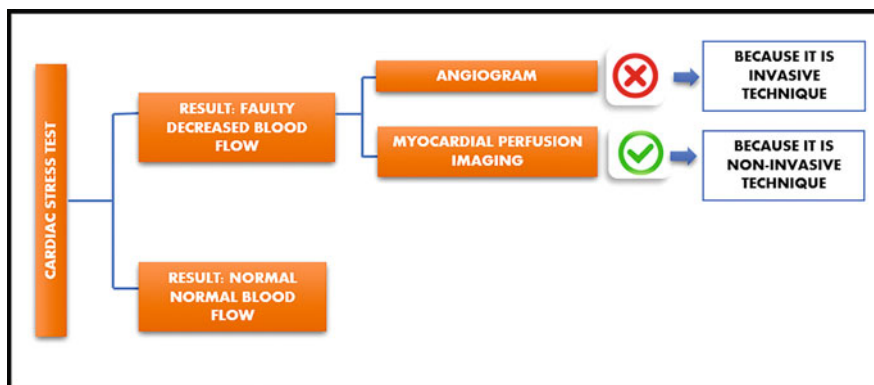 CARDIAC STRESS TEST
RESULT: FAULTY
DECREASED BLOOD
FLOW
ANGIOGRAM
BECAUSE IT IS
INVASIVE
TECHNIQUE
MYOCARDIAL PERFUSION
IMAGING
BECAUSE IT IS
NON-INVASIVE
TECHNIQUE
RESULT: NORMAL
NORMAL BLOOD
FLOW